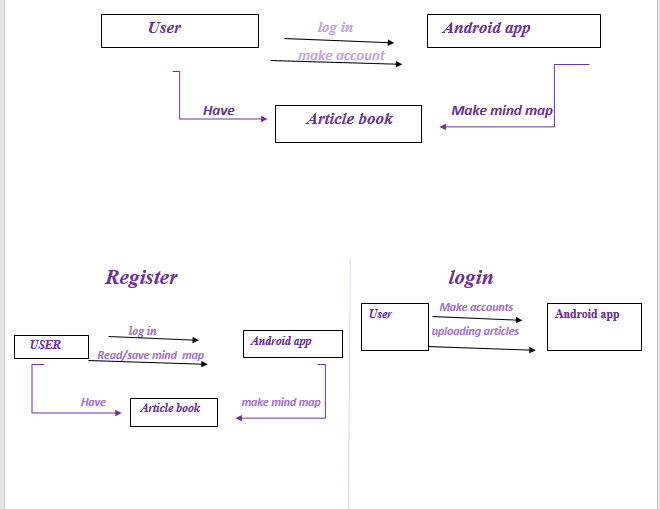 User
log in
Android app
make account
Have
Article book
Make mind map
Register
login
log in
USER
Read/save mind map
Android app
Have
Article book
make mind map
User
Make accounts
Android app
uploading articles